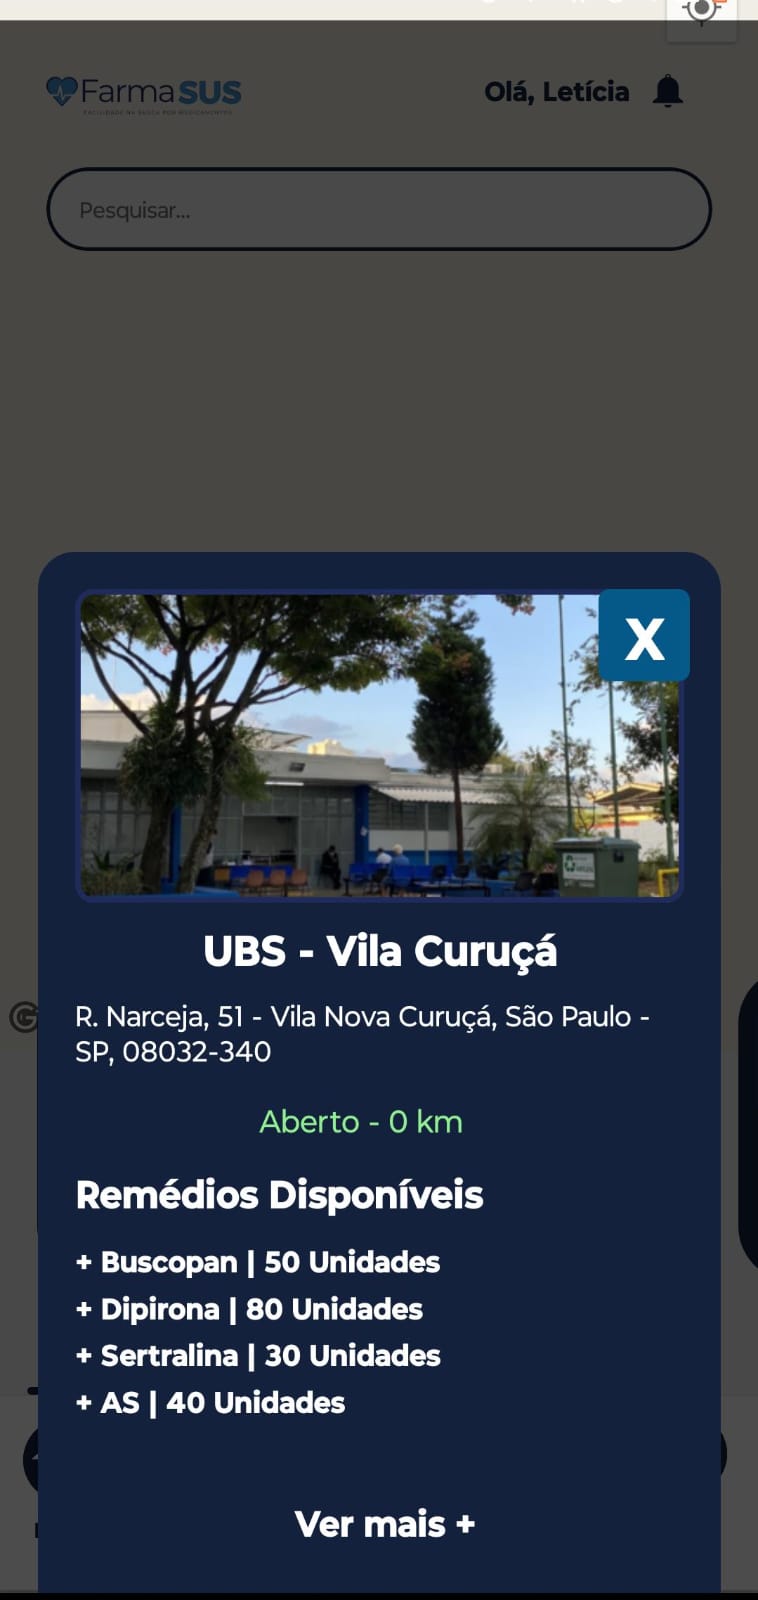 FarmaSUS
FACILIDADE NA BUSCA POR MEDICAMENTOS
Olá, Letícia
Pesquisar...
X
UBS - Vila Curuçá
R. Narceja, 51 - Vila Nova Curuçá, São Paulo -
SP, 08032-340
Aberto - 0 km
Remédios Disponíveis
+ Buscopan | 50 Unidades
+ Dipirona | 80 Unidades
+ Sertralina | 30 Unidades
+ AS | 40 Unidades
Ver mais +